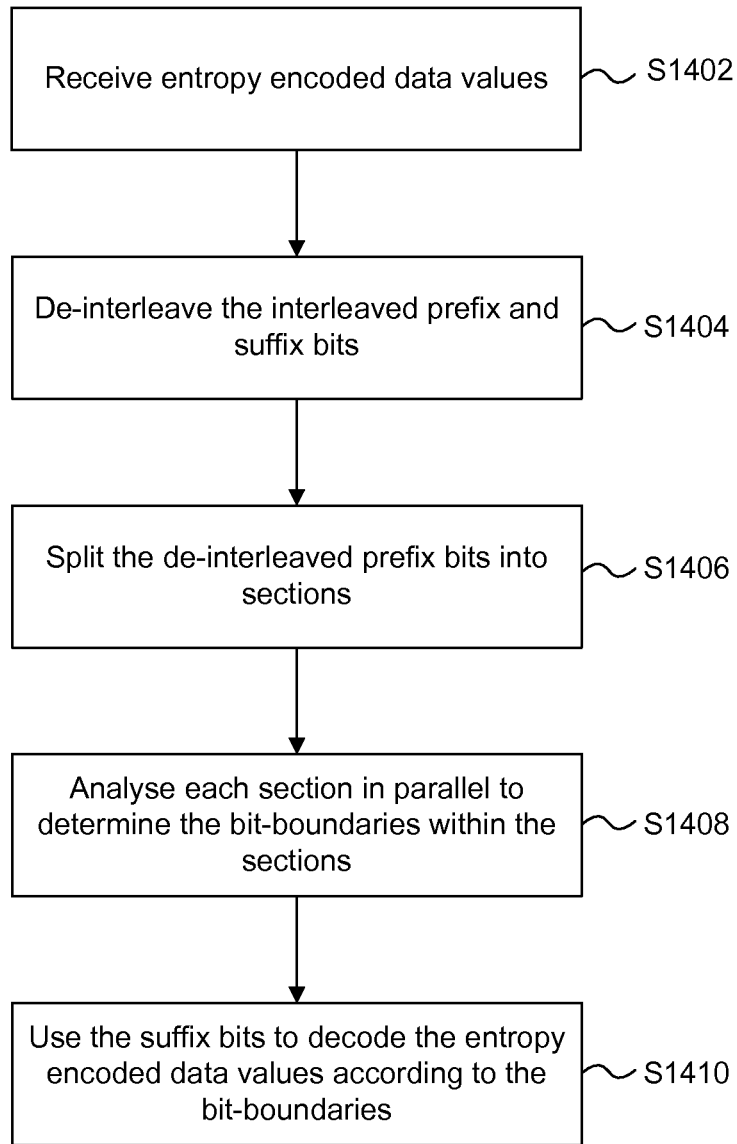 Receive entropy encoded data values
S1402
De-interleave the interleaved prefix and
suffix bits
S1404
Split the de-interleaved prefix bits into
sections
S1406
Analyse each section in parallel to
determine the bit-boundaries within the
sections
S1408
Use the suffix bits to decode the entropy
encoded data values according to the
bit-boundaries
S1410